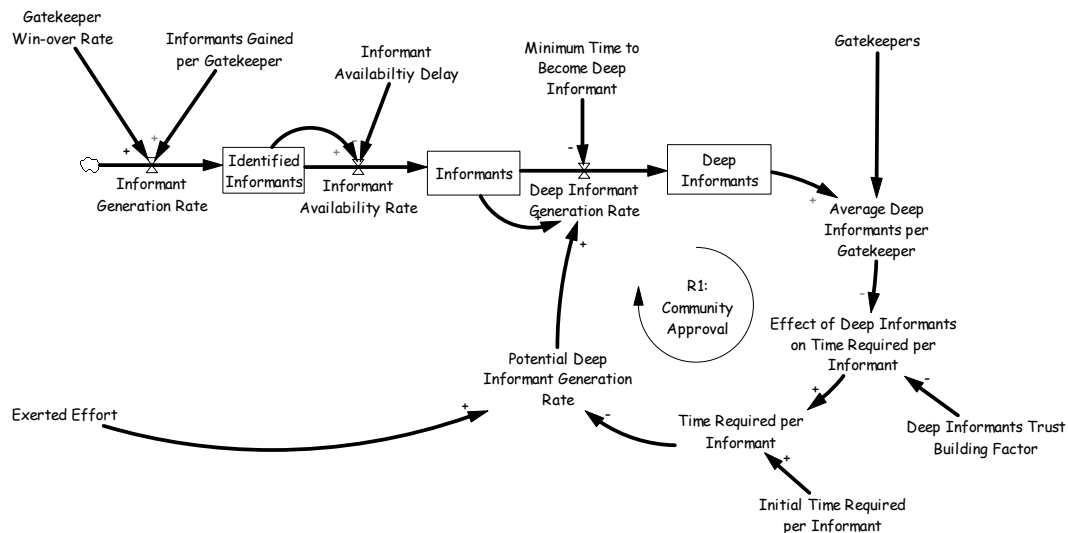 Gatekeeper
Win-over Rate
Informants Gained
per Gatekeeper
Informant
Availabiltiy Delay
Minimum Time to
Become Deep
Informant
Gatekeepers
+
+
+
-
Identified
Informants
Informants
Deep
Informants
Informant
Generation Rate
Informant
Availability Rate
Deep Informant
Generation Rate
+
+
+
Average Deep
Informants per
Gatekeeper
R1:
Community
Approval
-
Effect of Deep Informants
on Time Required per
Informant
Potential Deep
Informant Generation
Rate
+
-
Exerted Effort
+
-
Time Required per
Informant
Deep Informants Trust
Building Factor
+
Initial Time Required
per Informant